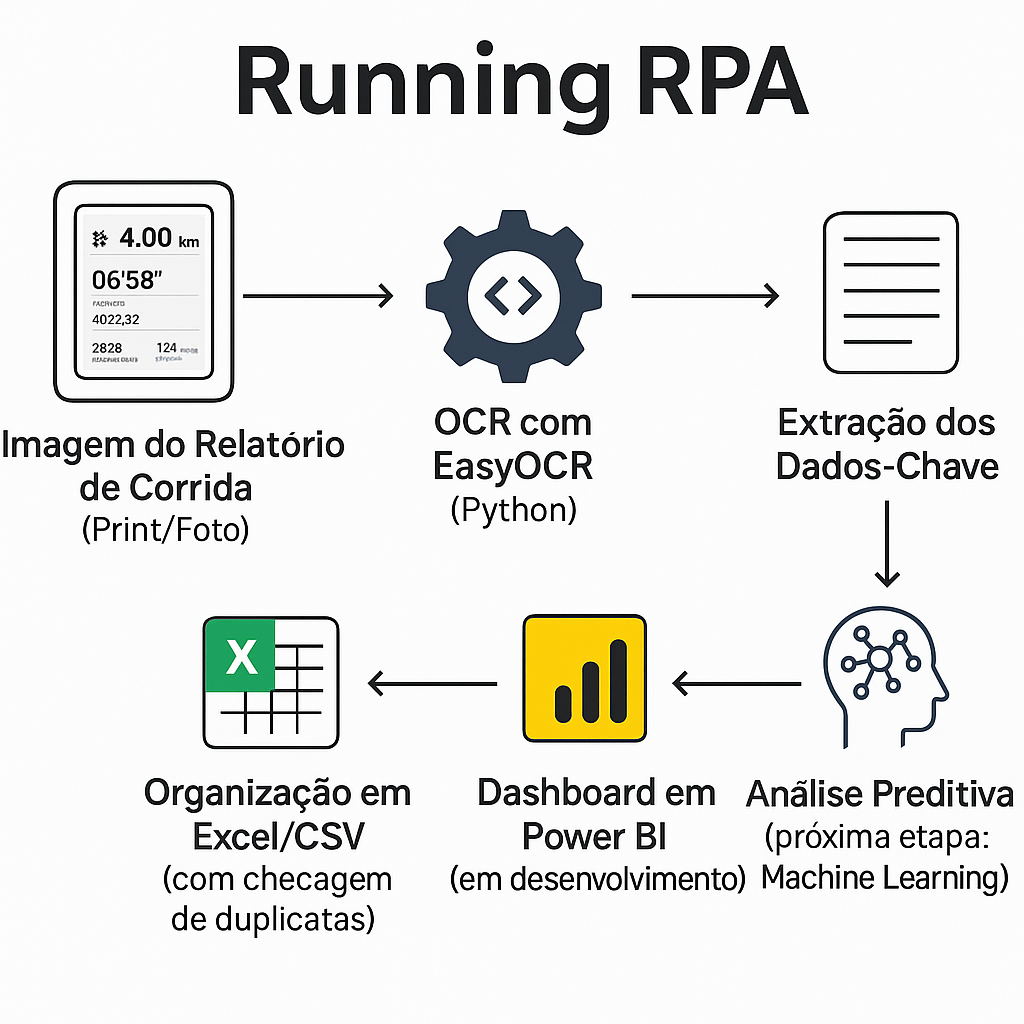 Running RPA
4.00 km
06'58"
4022,32
2828
124
Imagem do Relatório
de Corrida
(Print/Foto)
OCR com
EasyOCR
(Python)
Extração dos
Dados-Chave
X
Organização em
Excel/CSV
(com checagem
de duplicatas)
Dashboard em
Power BI
(em desenvolvimento)
Análise Preditiva
(próxima etapa:
Machine Learning)